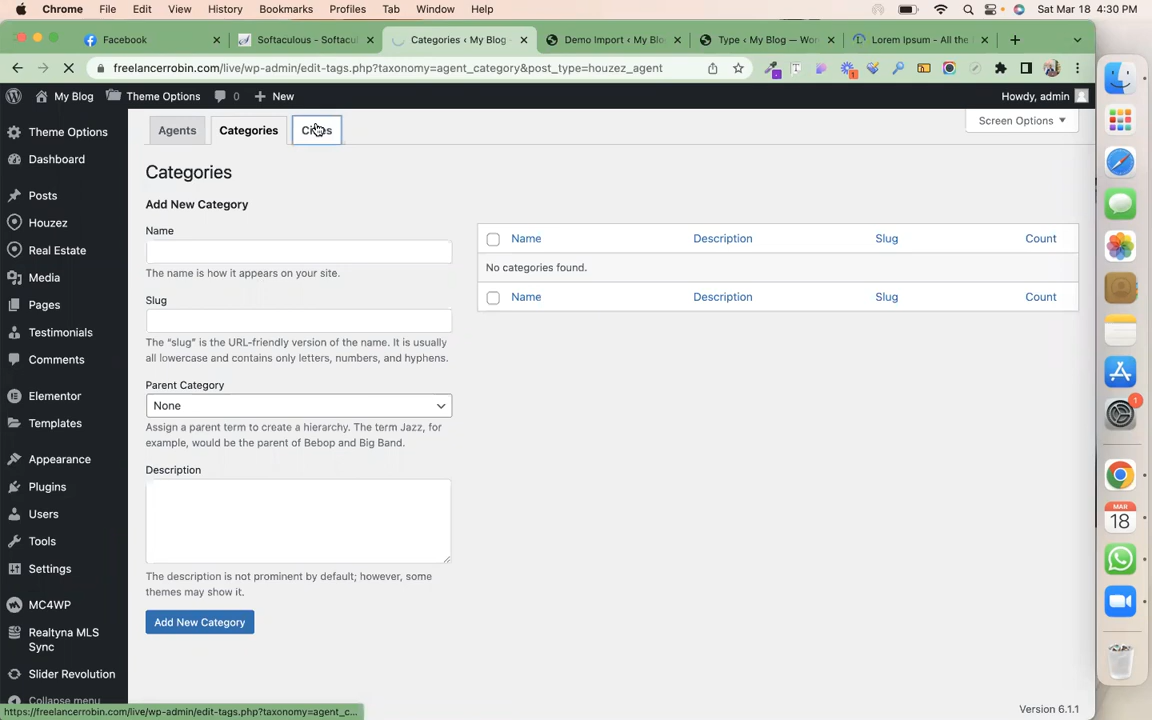 Chrome File Edit View History Bookmarks Profiles Tab Window Help Sat Mar 18 4:30 PM
Facebook Softaculous - Softacul Categories ‹ My Blog - Demo Import ‹ My Blo Type ‹ My Blog — Wor Lorem Ipsum - All the
freelancerrobin.com/live/wp-admin/edit-tags.php?taxonomy=agent_category&post_type=houzez_agent
My Blog Theme Options 0 New Howdy, admin
Agents Categories Cities Screen Options
Theme Options
Dashboard
Posts
Houzez
Real Estate
Media
Pages
Testimonials
Comments
Elementor
Templates
Appearance
Plugins
Users
Tools
Settings
MC4WP
Realtyna MLS
Sync
Slider Revolution
Collapse menu
Categories
Add New Category
Name
The name is how it appears on your site.
Slug
The “slug” is the URL-friendly version of the name. It is usually
all lowercase and contains only letters, numbers, and hyphens.
Parent Category
None
Assign a parent term to create a hierarchy. The term Jazz, for
example, would be the parent of Bebop and Big Band.
Description
The description is not prominent by default; however, some
themes may show it.
Add New Category
Name Description Slug Count
No categories found.
Name Description Slug Count
Version 6.1.1
https://freelancerrobin.com/live/wp-admin/edit-tags.php?taxonomy=agent_c...
1
MAR
18